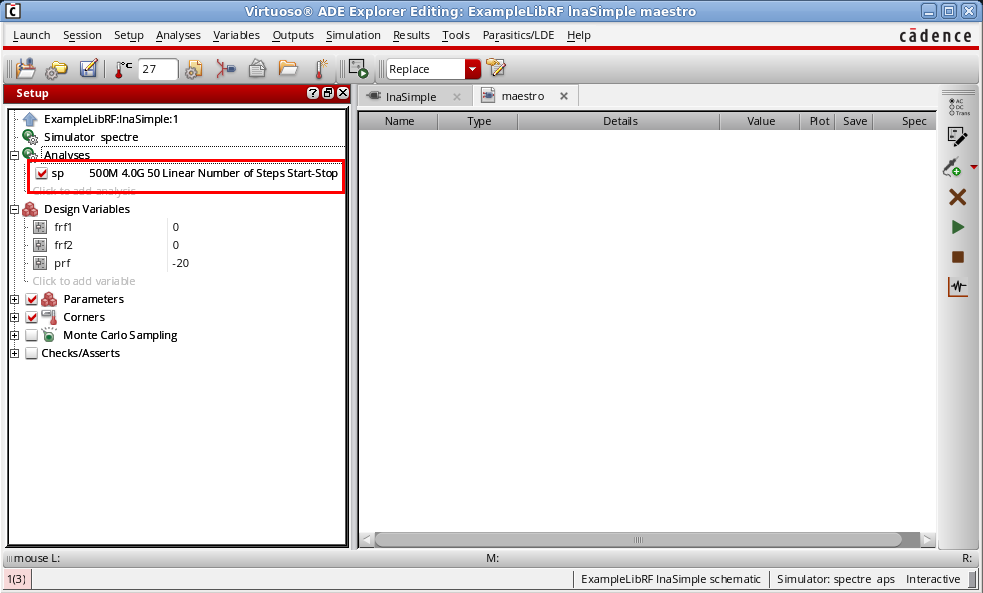 Virtuoso® ADE Explorer Editing: ExampleLibRF lnaSimple maestro
Launch Session Setup Analyses Variables Outputs Simulation Results Tools Parasitics/LDE Help
cādence
°C 27 Replace
Setup
lnaSimple
maestro
ExampleLibRF:lnaSimple:1
Simulator spectre
Analyses
sp 500M 4.0G 50 Linear Number of Steps Start-Stop
Click to add analysis
Design Variables
frf1 0
frf2 0
prf -20
Click to add variable
Parameters
Corners
Monte Carlo Sampling
Checks/Asserts
Name Type Details Value Plot Save Spec
AC
DC
Trans
mouse L: M: R:
1(3)
ExampleLibRF lnaSimple schematic
Simulator: spectre aps Interactive